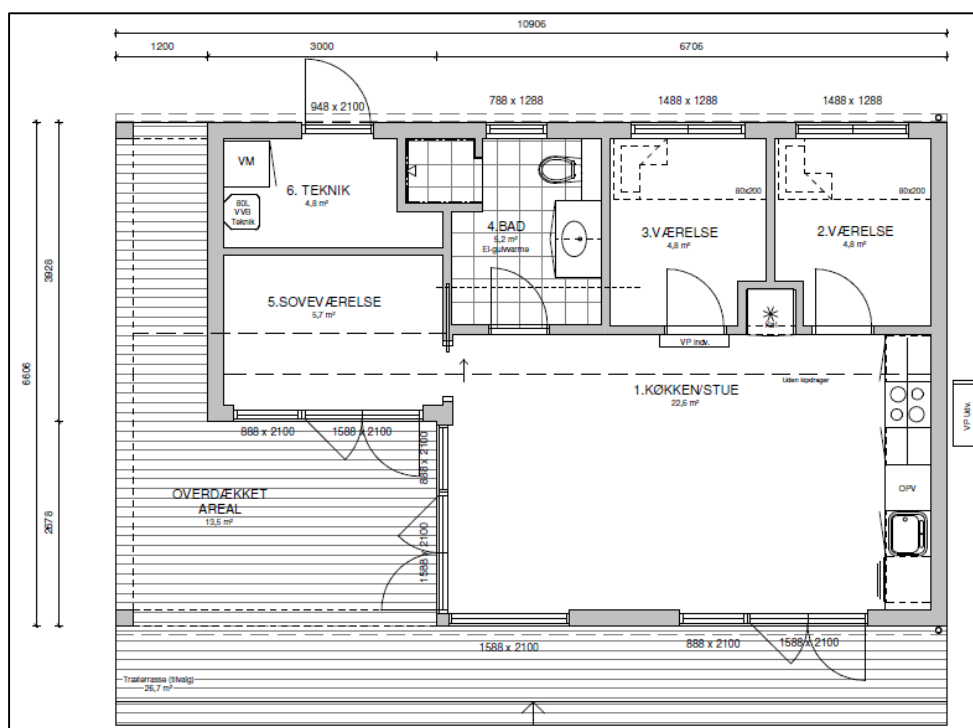 10906
1200
3000
6706
948 x 2100
788 x 1288
1488 x 1288
1488 x 1288
VM
80L
VVB
Teknik
6. TEKNIK
4,8 m²
4.BAD
5,2 m²
El-gulvvarme
80x200
3.VÆRELSE
4,8 m²
80x200
2.VÆRELSE
4,8 m²
3928
6606
2678
5.SOVEVÆRELSE
5,7 m²
VP Indv.
1.KØKKEN/STUE
22,6 m²
Uden kipdrager
VP Udv.
OPV
888 x 2100
1588 x 2100
888 x 2100
1588 x 2100
OVERDÆKKET
AREAL
13,5 m²
1588 x 2100
888 x 2100
1588 x 2100
Træterrasse (tilvalg)
26,7 m²